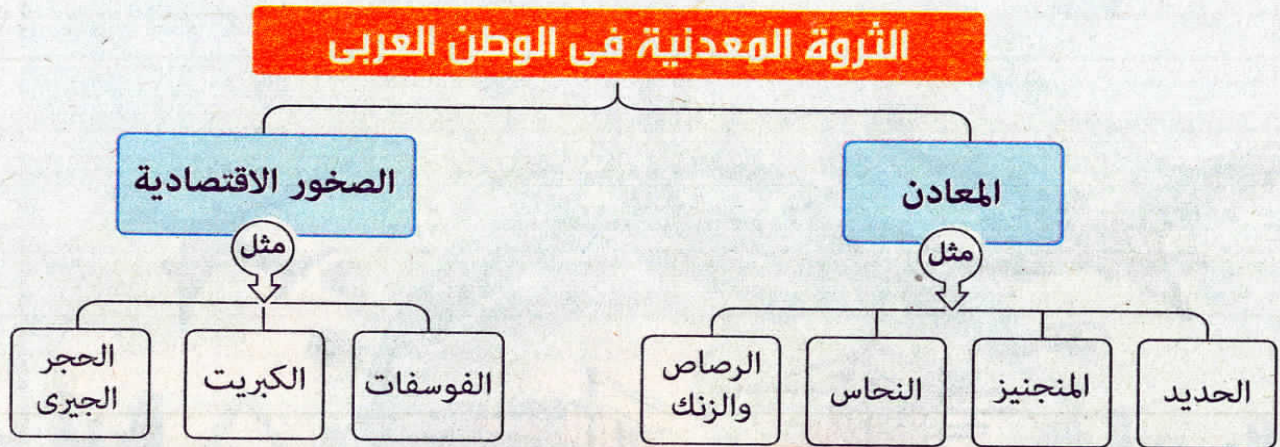 الثروة المعدنية فى الوطن العربى
المعادن
مثل
الحديد
المنجنيز
النحاس
الرصاص
والزنك
الصخور الاقتصادية
مثل
الفوسفات
الكبريت
الحجر
الجيرى